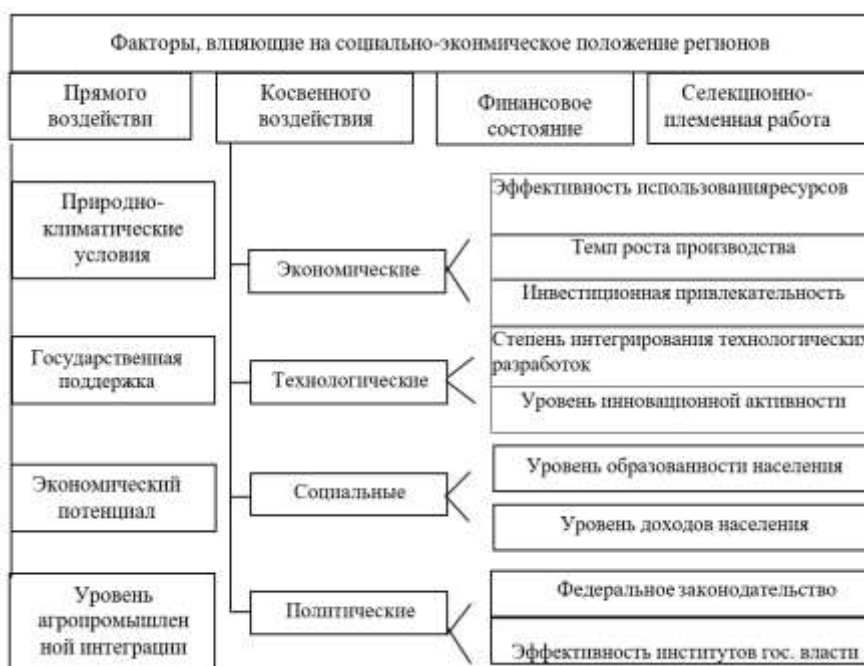 Факторы, влияющие на социально-эконмическое положение регионов
Прямого
воздействи
Косвенного
воздействия
Финансовое
состояние
Селекционно-
племенная работа
Природно-
климатические
условия
Государственная
поддержка
Экономический
потенциал
Уровень
агропромышлен
ной интеграции
Экономические
Технологические
Социальные
Политические
Эффективность использованияресурсов
Темп роста производства
Инвестиционная привлекательность
Степень интегрирования технологических
разработок
Уровень инновационной активности
Уровень образованности населения
Уровень доходов населения
Федеральное законодательство
Эффективность институтов гос. власти